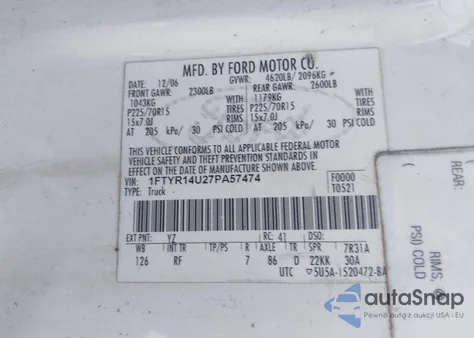 MFD. BY FORD MOTOR CO.
DATE: 12/06 GVWR: 4620LB/ 2096KG
FRONT GAWR: 2300LB REAR GAWR: 2600LB
1043KG WITH 1179KG WITH
P225/70R15 TIRES P225/70R15 TIRES
15x7.0J RIMS 15x7.0J RIMS
AT 205 kPa/ 30 PSI COLD AT 205 kPa/ 30 PSI COLD
THIS VEHICLE CONFORMS TO ALL APPLICABLE FEDERAL MOTOR
VEHICLE SAFETY AND THEFT PREVENTION STANDARDS IN
EFFECT ON THE DATE OF MANUFACTURE SHOWN ABOVE.
VIN: 1FTYR14U27PA57474 F0000
TYPE: Truck T0521
EXT PNT: Y7 RC: 41 DSO:
WB INT TR TP/PS R AXLE TR SPR 7R31A
126 RF 7 86 D 22KK 30A
UTC ▽5U5A-1520472-BA
RIMS,
PSI) COLD
autoSnap
Pewne auta z aukcji w USA i EU